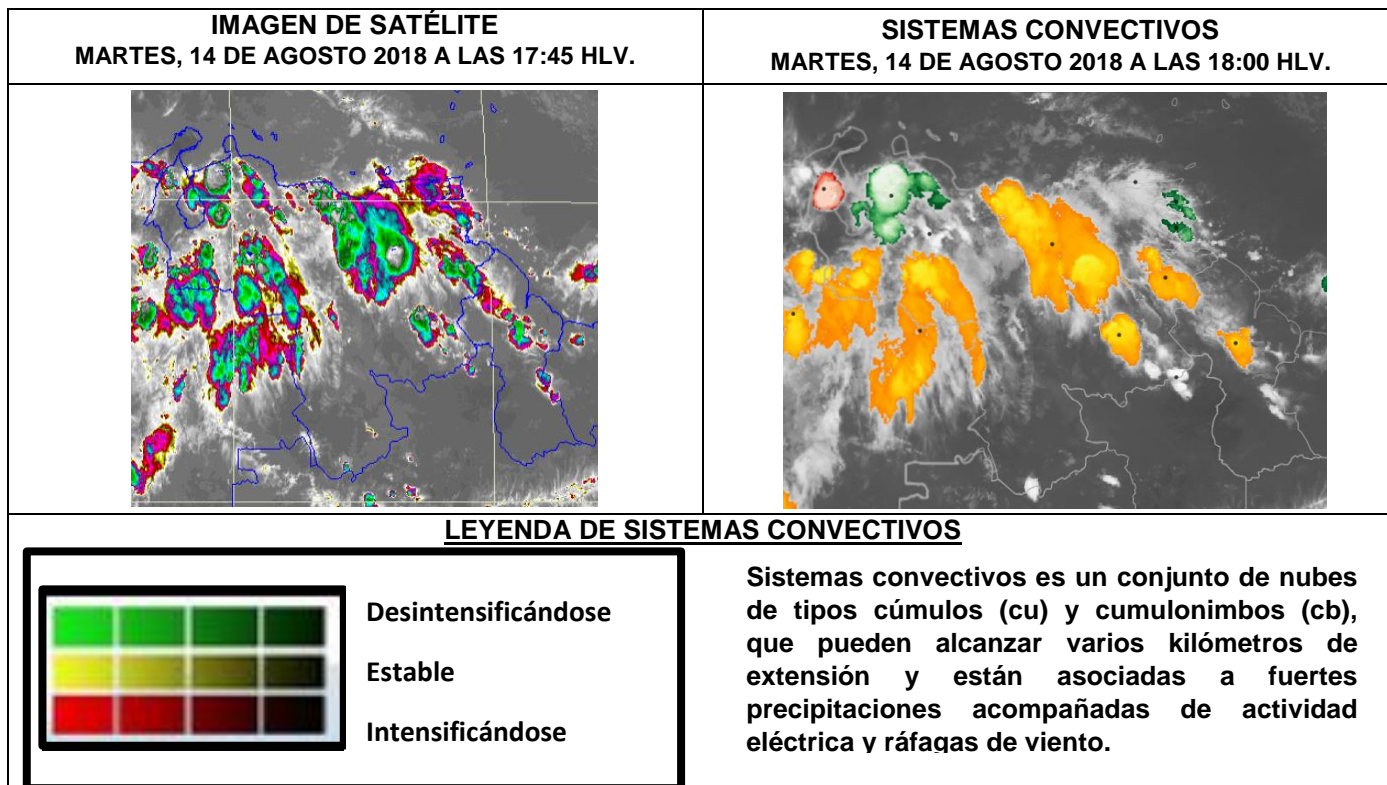 IMAGEN DE SATÉLITE
MARTES, 14 DE AGOSTO 2018 A LAS 17:45 HLV.
SISTEMAS CONVECTIVOS
MARTES, 14 DE AGOSTO 2018 A LAS 18:00 HLV.
LEYENDA DE SISTEMAS CONVECTIVOS
Desintensificándose
Estable
Intensificándose
Sistemas convectivos es un conjunto de nubes
de tipos cúmulos (cu) y cumulonimbos (cb),
que pueden alcanzar varios kilómetros de
extensión y están asociadas a fuertes
precipitaciones acompañadas de actividad
eléctrica y ráfagas de viento.